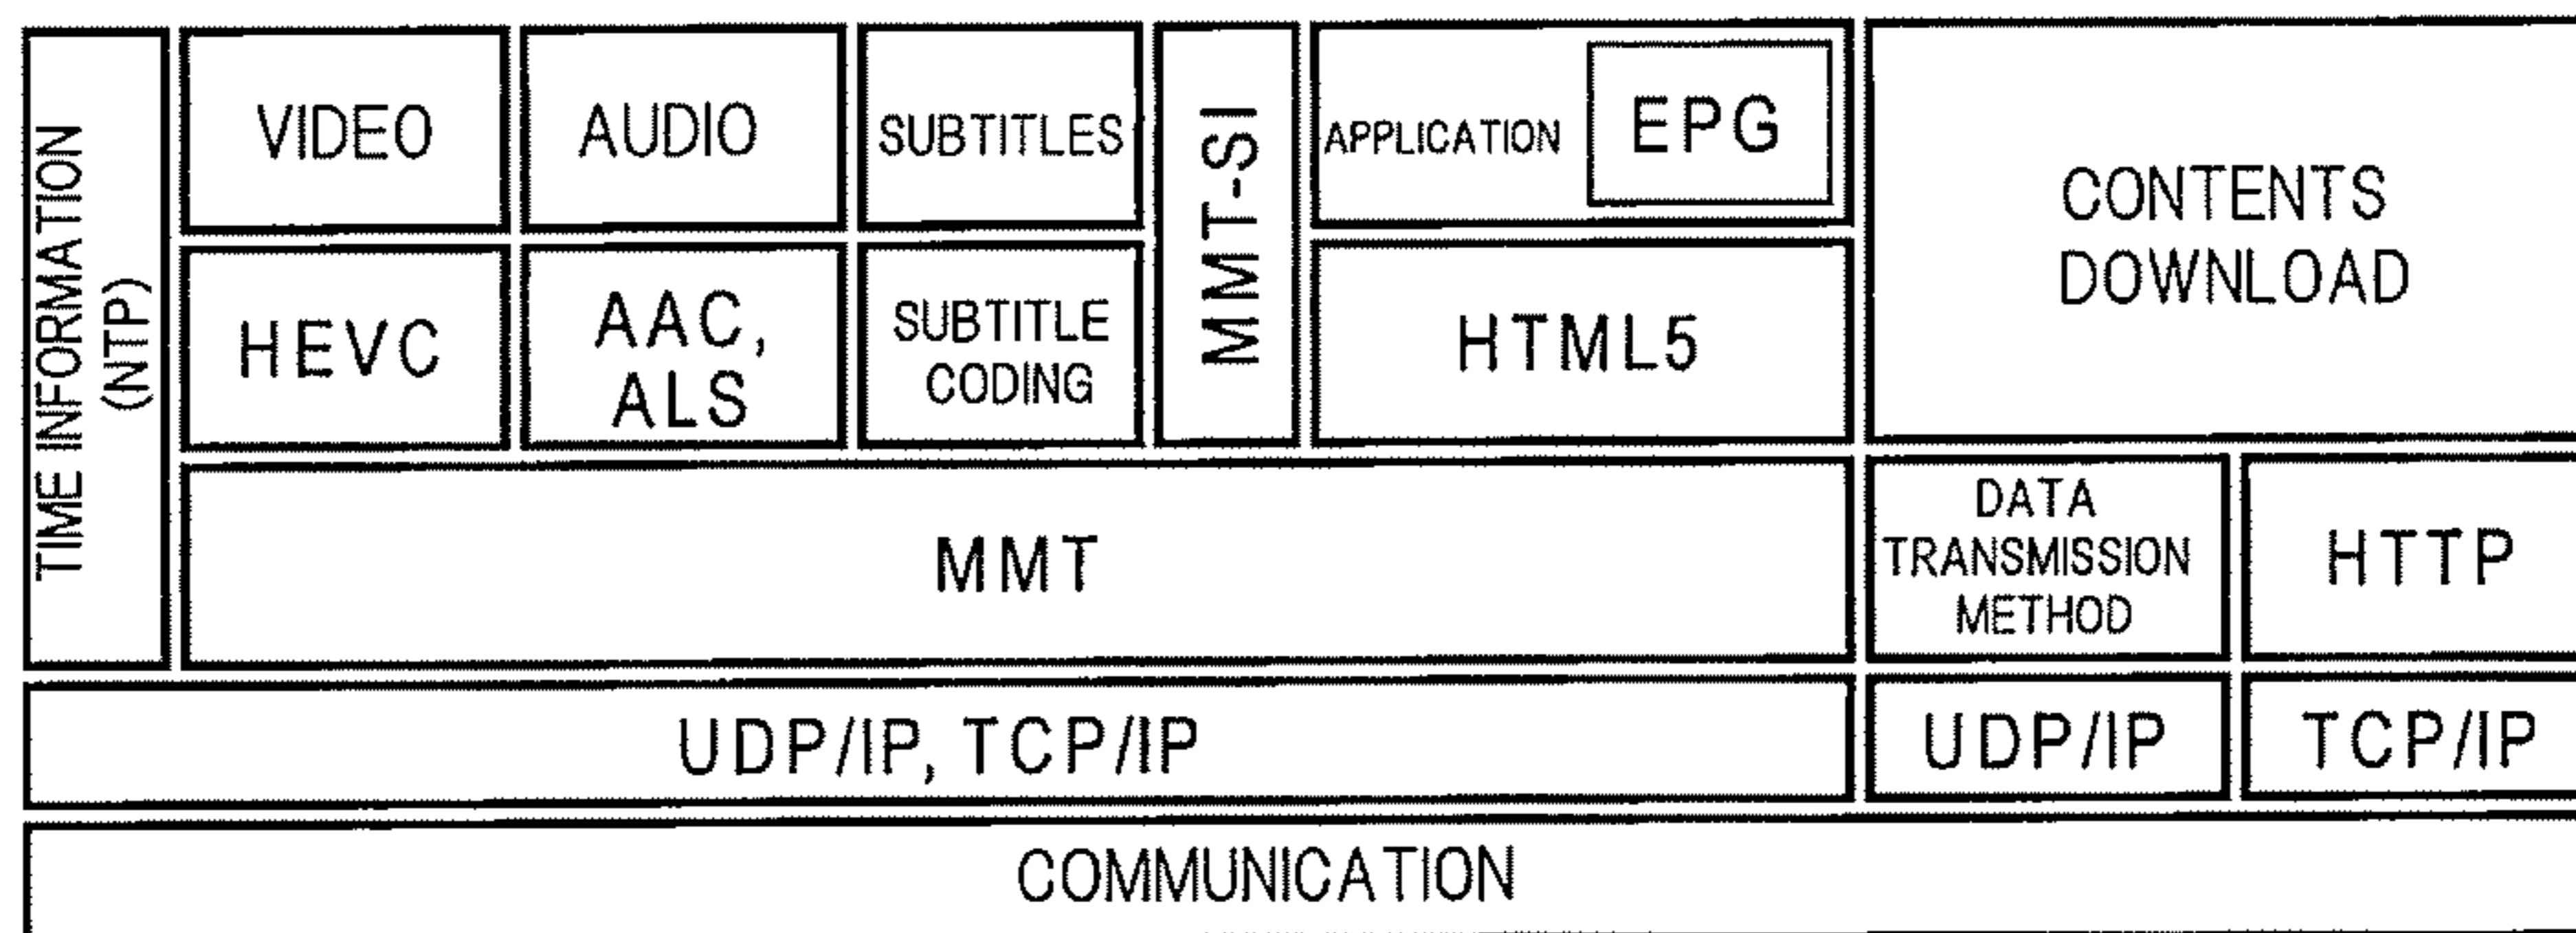 TIME INFORMATION
(NTP)
VIDEO
AUDIO
SUBTITLES
MMT-SI
APPLICATION
EPG
CONTENTS
DOWNLOAD
HEVC
AAC,
ALS
SUBTITLE
CODING
HTML5
MMT
DATA
TRANSMISSION
METHOD
HTTP
UDP/IP, TCP/IP
UDP/IP
TCP/IP
COMMUNICATION